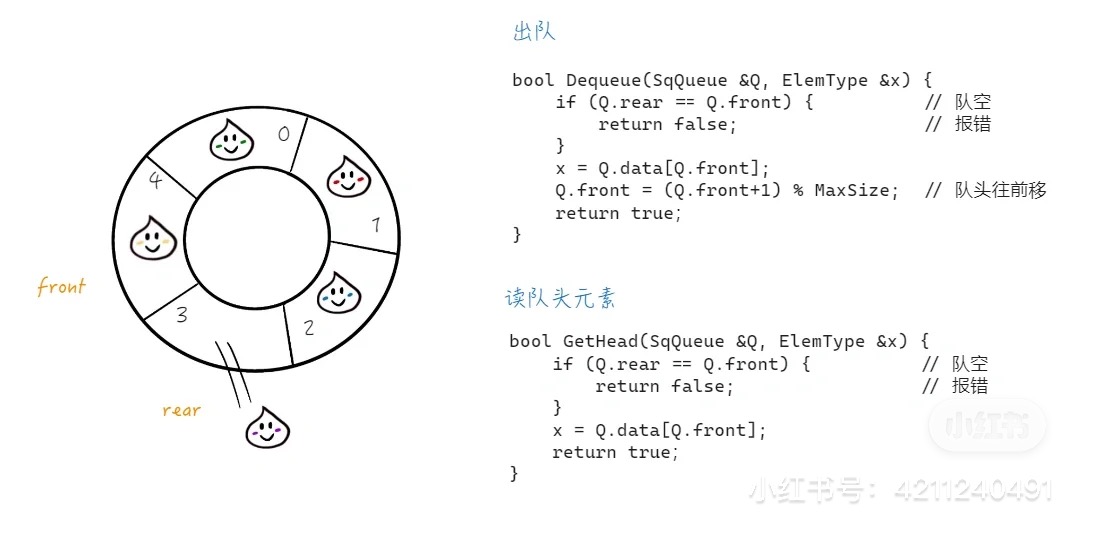 出队
bool Dequeue(SqQueue &Q, ElemType &x) {
if (Q.rear == Q.front) { // 队空
return false; // 报错
}
x = Q.data[Q.front];
Q.front = (Q.front+1) % MaxSize; // 队头往前移
return true;
}
0
4
1
front
3
2
rear
读队头元素
bool GetHead(SqQueue &Q, ElemType &x) {
if (Q.rear == Q.front) { // 队空
return false; // 报错
}
x = Q.data[Q.front];
return true;
}
小红书
小红书号：4211240491